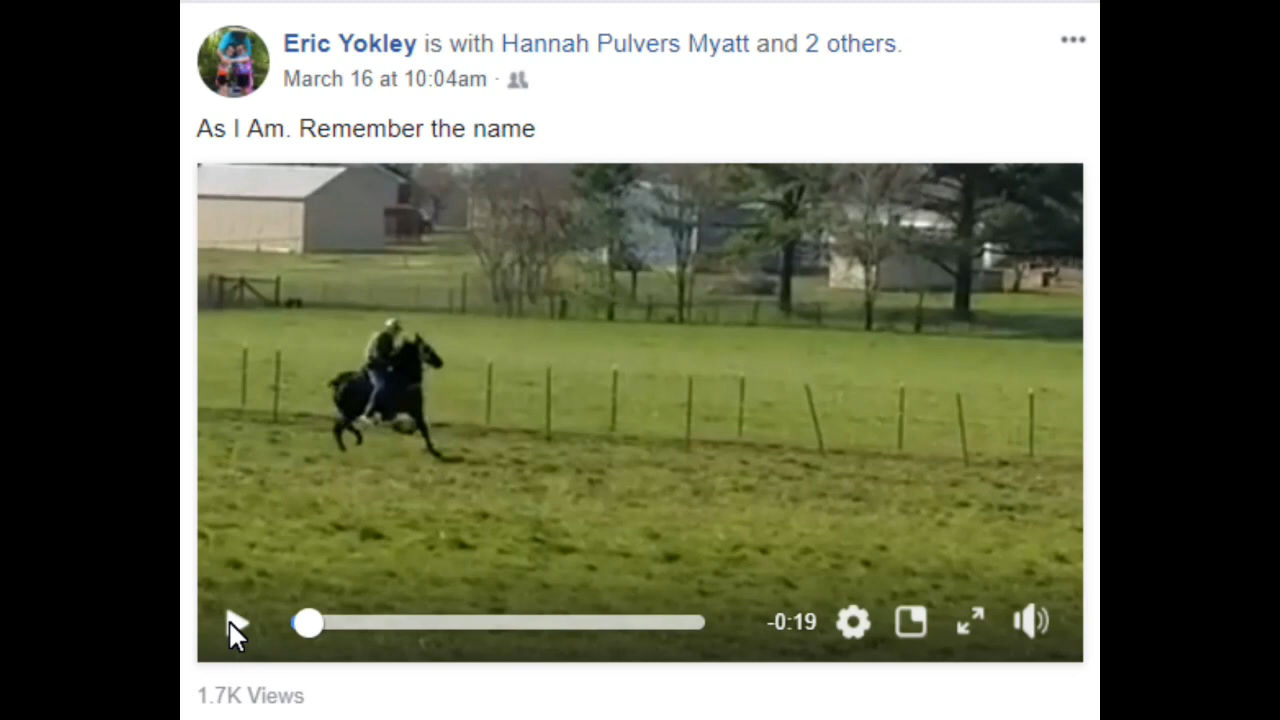 Eric Yokley is with Hannah Pulvers Myatt and 2 others.
March 16 at 10:04am ·
As I Am. Remember the name
-0:19
1.7K Views